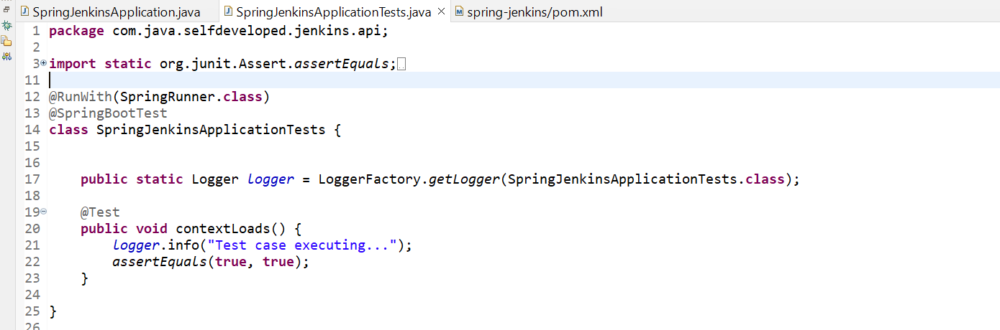 SpringJenkinsApplication.java SpringJenkinsApplicationTests.java spring-jenkins/pom.xml
1 package com.java.selfdeveloped.jenkins.api;
2
3 import static org.junit.Assert.assertEquals;
11
12 @RunWith(SpringRunner.class)
13 @SpringBootTest
14 class SpringJenkinsApplicationTests {
15
16
17 public static Logger logger = LoggerFactory.getLogger(SpringJenkinsApplicationTests.class);
18
19 @Test
20 public void contextLoads() {
21 logger.info("Test case executing...");
22 assertEquals(true, true);
23 }
24
25 }
26